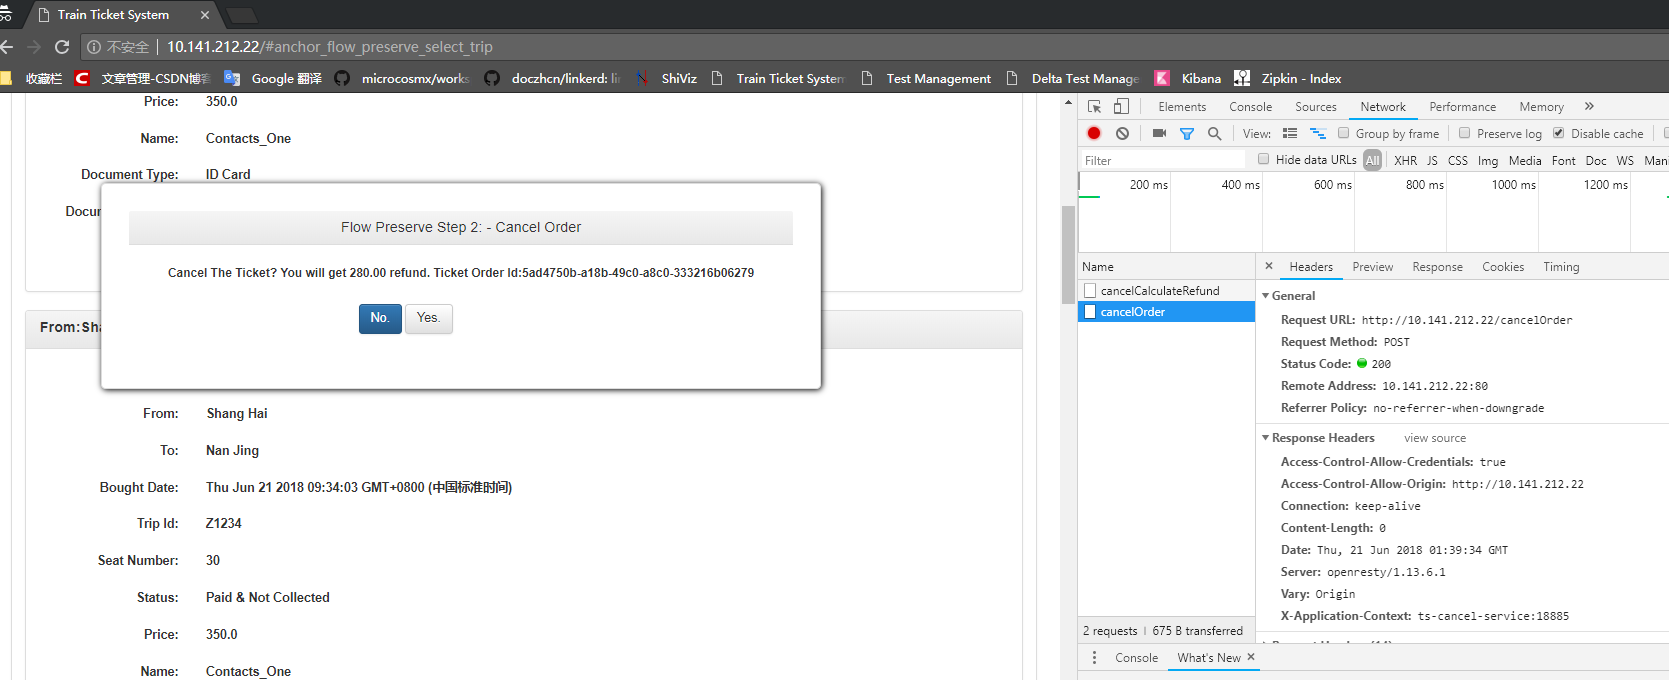 Train Ticket System
不安全 10.141.212.22/#anchor_flow_preserve_select_trip
收藏栏 文章管理-CSDN博客 Google 翻译 microcosmx/works doczhcn/linkerd: li ShiViz Train Ticket System Test Management Delta Test Manage Kibana Zipkin - Index
Price: 350.0
Name: Contacts_One
Document Type: ID Card
Docum
Flow Preserve Step 2: - Cancel Order
Cancel The Ticket? You will get 280.00 refund. Ticket Order Id:5ad4750b-a18b-49c0-a8c0-333216b06279
No. Yes.
From:Sha
From: Shang Hai
To: Nan Jing
Bought Date: Thu Jun 21 2018 09:34:03 GMT+0800 (中国标准时间)
Trip Id: Z1234
Seat Number: 30
Status: Paid & Not Collected
Price: 350.0
Name: Contacts_One
Elements Console Sources Network Performance Memory »
View: Group by frame Preserve log Disable cache
Filter Hide data URLs All XHR JS CSS Img Media Font Doc WS Mani
200 ms 400 ms 600 ms 800 ms 1000 ms 1200 ms
Name
cancelCalculateRefund
cancelOrder
2 requests | 675 B transferred
× Headers Preview Response Cookies Timing
General
Request URL: http://10.141.212.22/cancelOrder
Request Method: POST
Status Code: 200
Remote Address: 10.141.212.22:80
Referrer Policy: no-referrer-when-downgrade
Response Headers view source
Access-Control-Allow-Credentials: true
Access-Control-Allow-Origin: http://10.141.212.22
Connection: keep-alive
Content-Length: 0
Date: Thu, 21 Jun 2018 01:39:34 GMT
Server: openresty/1.13.6.1
Vary: Origin
X-Application-Context: ts-cancel-service:18885
Console What's New ×